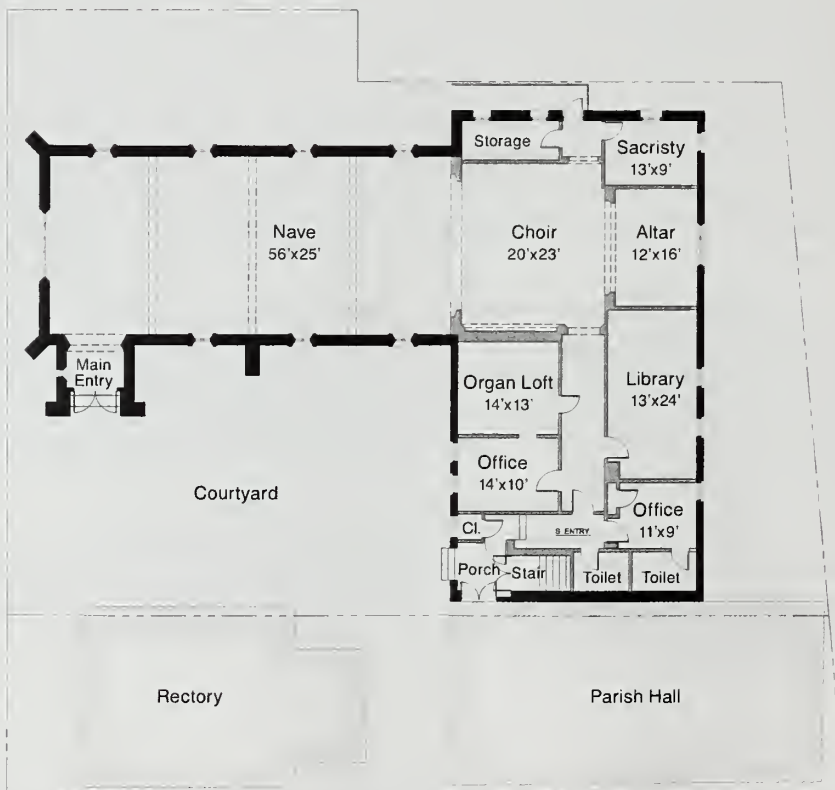 Storage
Sacristy
13'x9'
Nave
56'x25'
Choir
20'x23'
Altar
12'x16'
Main
Entry
Organ Loft
14'x13'
Library
13'x24'
Office
14'x10'
Courtyard
Office
11'x9'
Cl.
S ENTRY
Porch
Stair
Toilet
Toilet
Rectory
Parish Hall